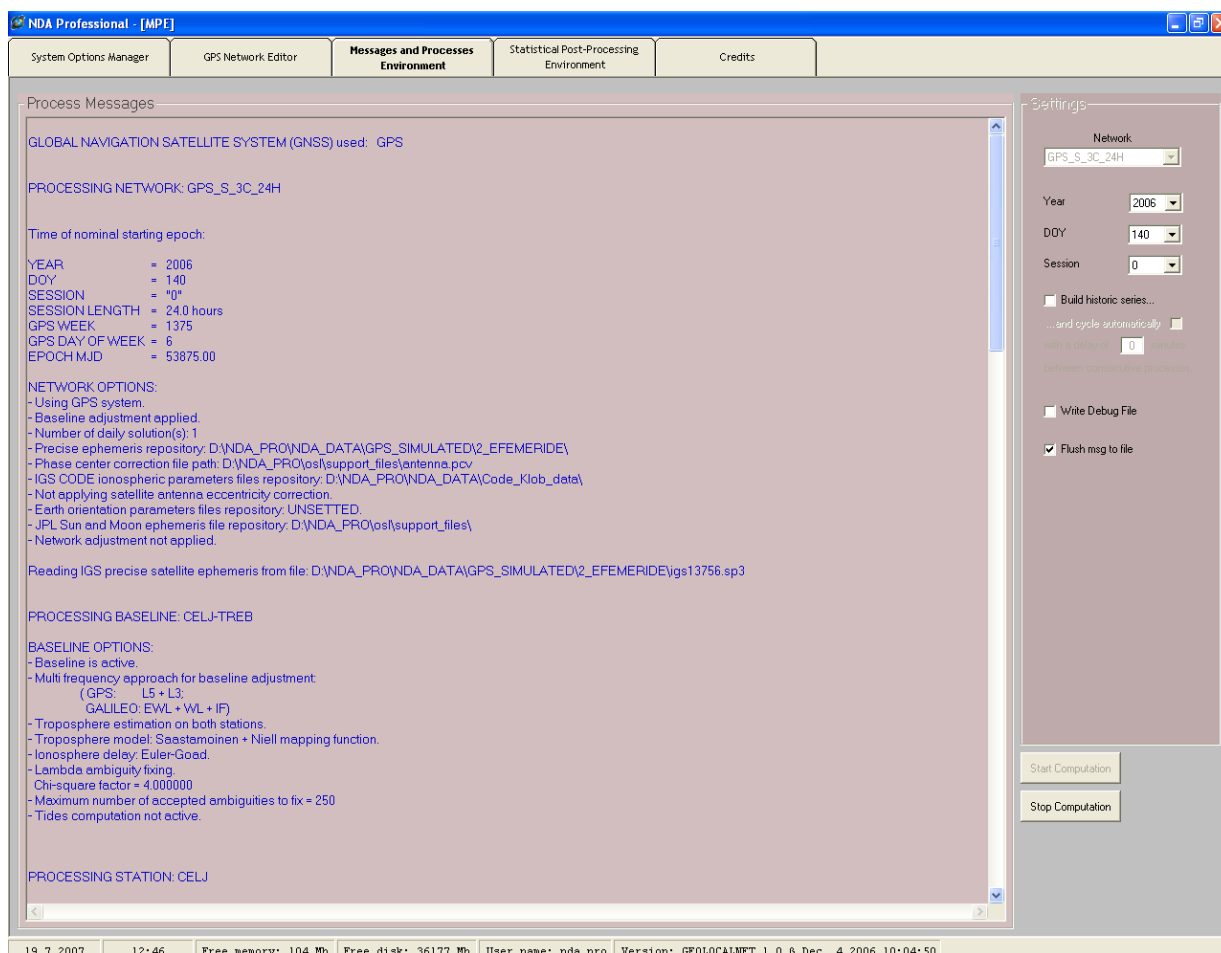 NDA Professional - [MPE]
System Options Manager
GPS Network Editor
Messages and Processes
Environment
Statistical Post-Processing
Environment
Credits
Process Messages
GLOBAL NAVIGATION SATELLITE SYSTEM (GNSS) used: GPS
PROCESSING NETWORK: GPS_S_3C_24H
Time of nominal starting epoch:
YEAR = 2006
DOY = 140
SESSION = "0"
SESSION LENGTH = 24.0 hours
GPS WEEK = 1375
GPS DAY OF WEEK = 6
EPOCH MJD = 53875.00
NETWORK OPTIONS:
- Using GPS system.
- Baseline adjustment applied.
- Number of daily solution(s): 1
- Precise ephemeris repository: D:\NDA_PRO\NDA_DATA\GPS_SIMULATED\2_EFEMERIDE\
- Phase center correction file path: D:\NDA_PRO\osl\support_files\antenna.pcv
- IGS CODE ionospheric parameters files repository: D:\NDA_PRO\NDA_DATA\Code_Klob_data\
- Not applying satellite antenna eccentricity correction.
- Earth orientation parameters files repository: UNSETTED.
- JPL Sun and Moon ephemeris file repository: D:\NDA_PRO\osl\support_files\
- Network adjustment not applied.
Reading IGS precise satellite ephemeris from file: D:\NDA_PRO\NDA_DATA\GPS_SIMULATED\2_EFEMERIDE\igs13756.sp3
PROCESSING BASELINE: CELJ-TREB
BASELINE OPTIONS:
- Baseline is active.
- Multi frequency approach for baseline adjustment:
( GPS: L5 + L3;
GALILEO: EWL + WL + IF)
- Troposphere estimation on both stations.
- Troposphere model: Saastamoinen + Niell mapping function.
- Ionosphere delay: Euler-Goad.
- Lambda ambiguity fixing.
Chi-square factor = 4.000000
- Maximum number of accepted ambiguities to fix = 250
- Tides computation not active.
PROCESSING STATION: CELJ
Settings
Network
GPS_S_3C_24H
Year 2006
DOY 140
Session 0
Build historic series...
...and cycle automatically
with a delay of 0 minutes
between consecutive processes
Write Debug File
Flush msg to file
Start Computation
Stop Computation
19.7.2007 12:46 Free memory: 104 Mb Free disk: 36177 Mb User name: nda_pro Version: GEOLOCALNET 1.0.6 Dec 4 2006 10:04:50